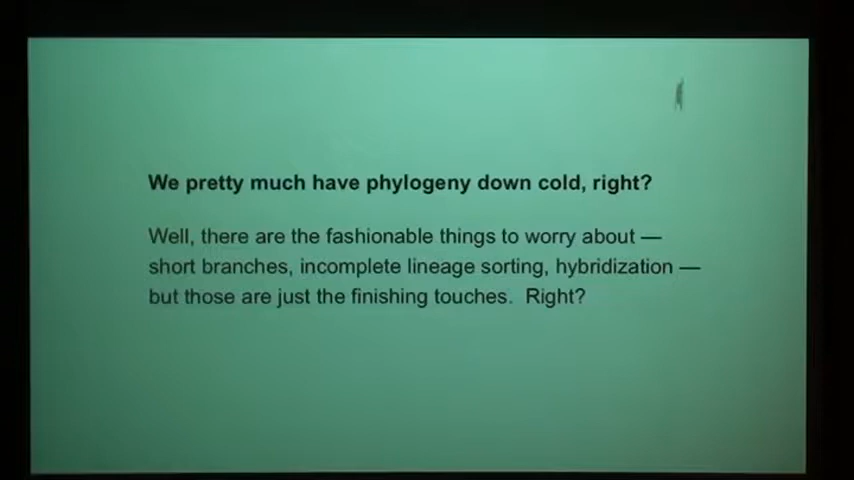 We pretty much have phylogeny down cold, right?
Well, there are the fashionable things to worry about —
short branches, incomplete lineage sorting, hybridization —
but those are just the finishing touches.  Right?